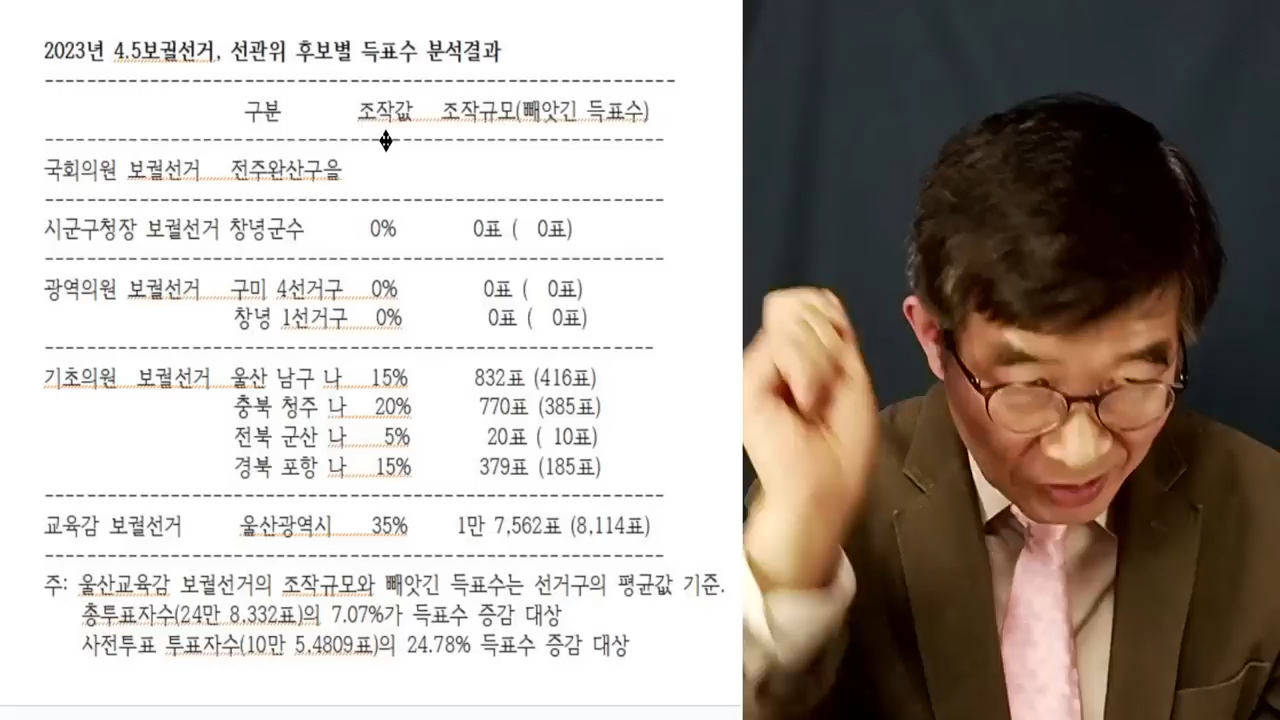 2023년 4.5보궐선거, 선관위 후보별 득표수 분석결과
구분 조작값 조작규모(빼앗긴 득표수)
국회의원 보궐선거 전주완산구을
시군구청장 보궐선거 창녕군수 0% 0표 ( 0표)
광역의원 보궐선거 구미 4선거구 0% 0표 ( 0표)
창녕 1선거구 0% 0표 ( 0표)
기초의원 보궐선거 울산 남구 나 15% 832표 (416표)
충북 청주 나 20% 770표 (385표)
전북 군산 나 5% 20표 ( 10표)
경북 포항 나 15% 379표 (185표)
교육감 보궐선거 울산광역시 35% 1만 7,562표 (8,114표)
주: 울산교육감 보궐선거의 조작규모와 빼앗긴 득표수는 선거구의 평균값 기준.
총투표자수(24만 8,332표)의 7.07%가 득표수 증감 대상
사전투표 투표자수(10만 5,4809표)의 24.78% 득표수 증감 대상